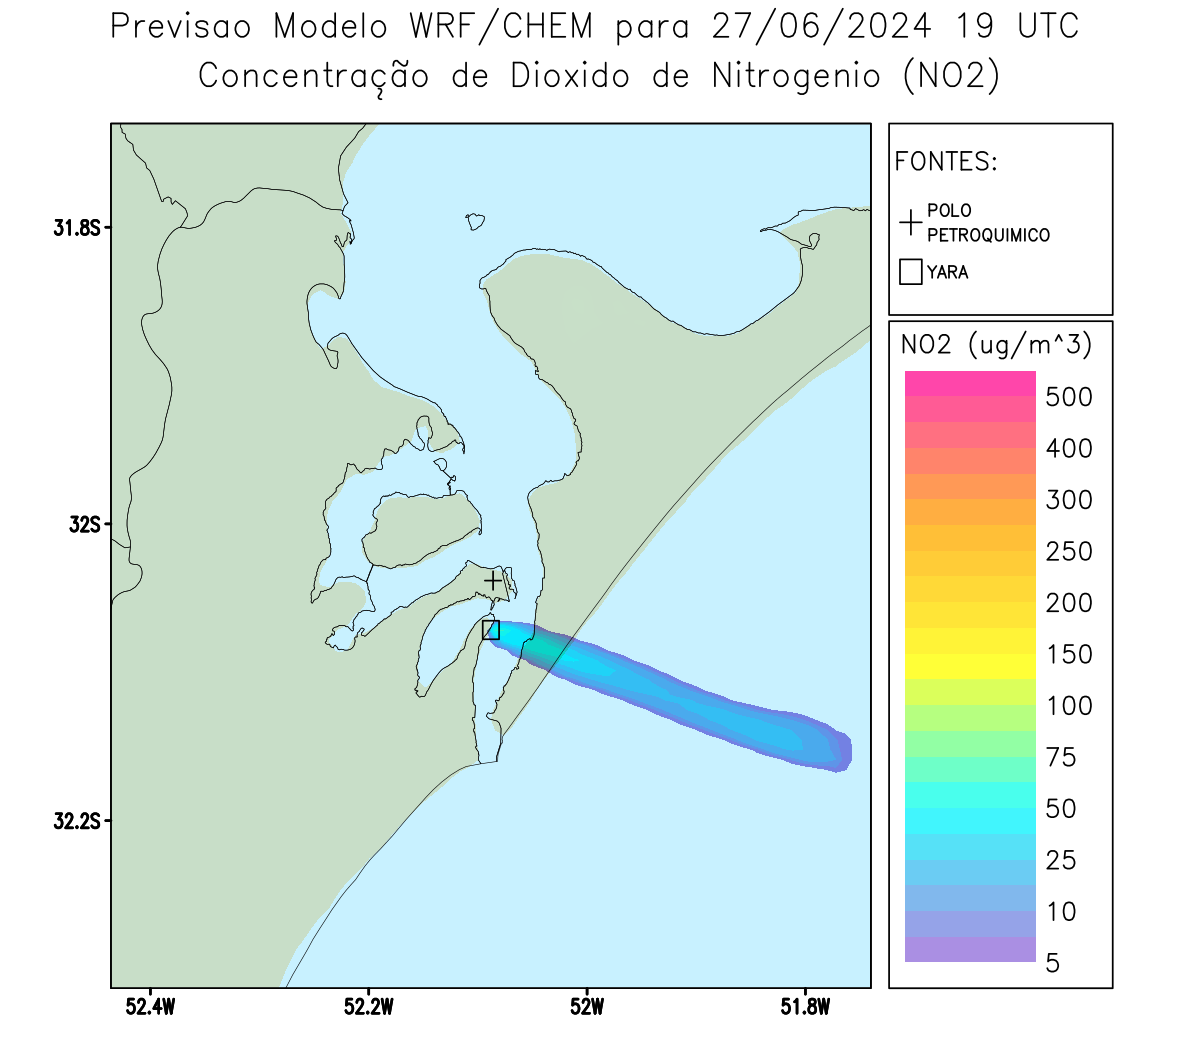 Previsao Modelo WRF/CHEM para 27/06/2024 19 UTC
Concentração de Dioxido de Nitrogenio (NO2)
FONTES:
POLO
PETROQUIMICO
YARA
31.8S
32S
32.2S
52.4W
52.2W
52W
51.8W
NO2 (ug/m^3)
500
400
300
250
200
150
100
75
50
25
10
5